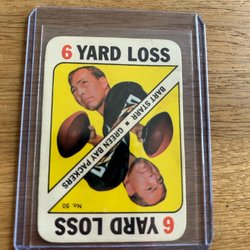 6 YARD LOSS
BART STARR ■ GREEN BAY PACKERS
No. 50
6 YARD LOSS